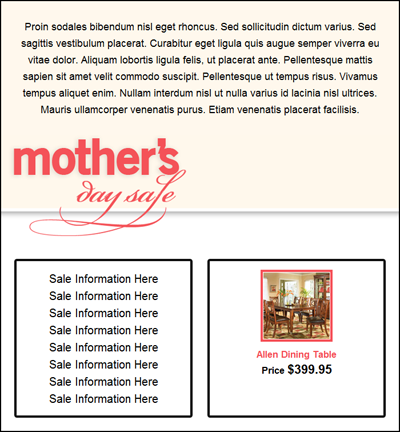 Proin sodales bibendum nisl eget rhoncus. Sed sollicitudin dictum varius. Sed
sagittis vestibulum placerat. Curabitur eget ligula quis augue semper viverra eu
vitae dolor. Aliquam lobortis ligula felis, ut placerat ante. Pellentesque mattis
sapien sit amet velit commodo suscipit. Pellentesque ut tempus risus. Vivamus
tempus aliquet enim. Nullam interdum nisl ut nulla varius id lacinia nisl ultrices.
Mauris ullamcorper venenatis purus. Etiam venenatis placerat facilisis.
mother's
day sale
Sale Information Here
Sale Information Here
Sale Information Here
Sale Information Here
Sale Information Here
Sale Information Here
Sale Information Here
Sale Information Here
Allen Dining Table
Price $399.95